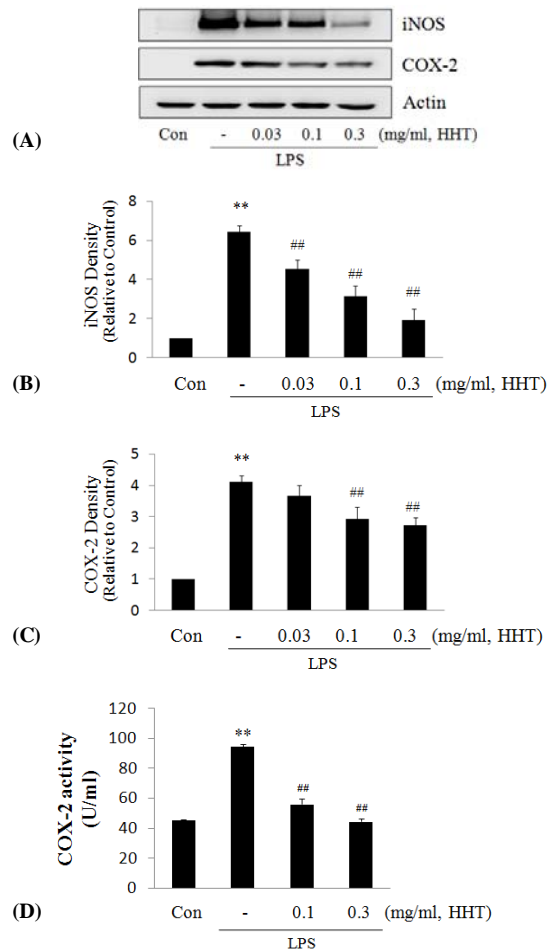 iNOS
COX-2
Actin
Con - 0.03 0.1 0.3 (mg/ml, HHT)
LPS
(A)
8
6
4
2
0
iNOS Density
(Relative to Control)
**
##
##
##
Con - 0.03 0.1 0.3 (mg/ml, HHT)
LPS
(B)
5
4
3
2
1
0
COX-2 Density
(Relative to Control)
**
##
##
Con - 0.03 0.1 0.3 (mg/ml, HHT)
LPS
(C)
120
100
80
60
40
20
0
COX-2 activity
(U/ml)
**
##
##
Con - 0.1 0.3 (mg/ml, HHT)
LPS
(D)